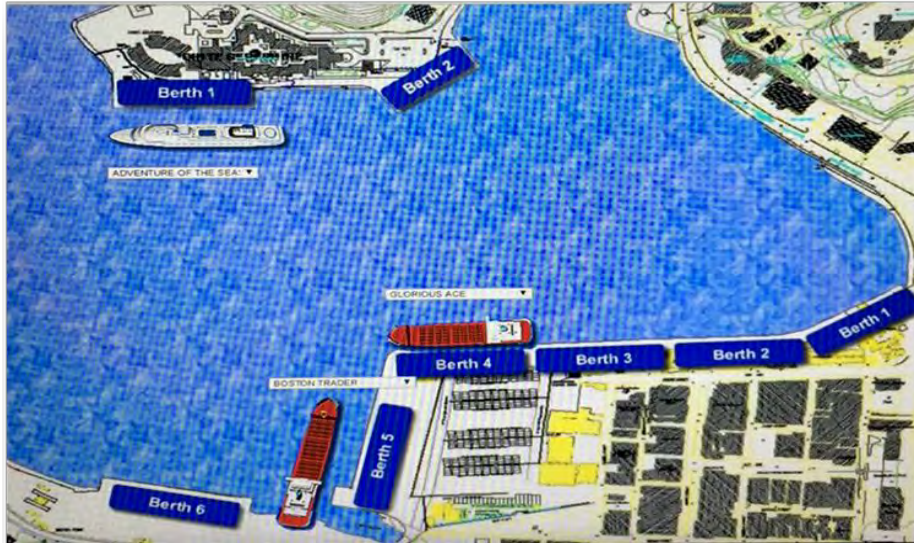 Berth 1
Berth 2
ADVENTURE OF THE SEA:
GLORIOUS ACE
Berth 1
Berth 4
Berth 3
Berth 2
BOSTON TRADER
Berth 5
Berth 6